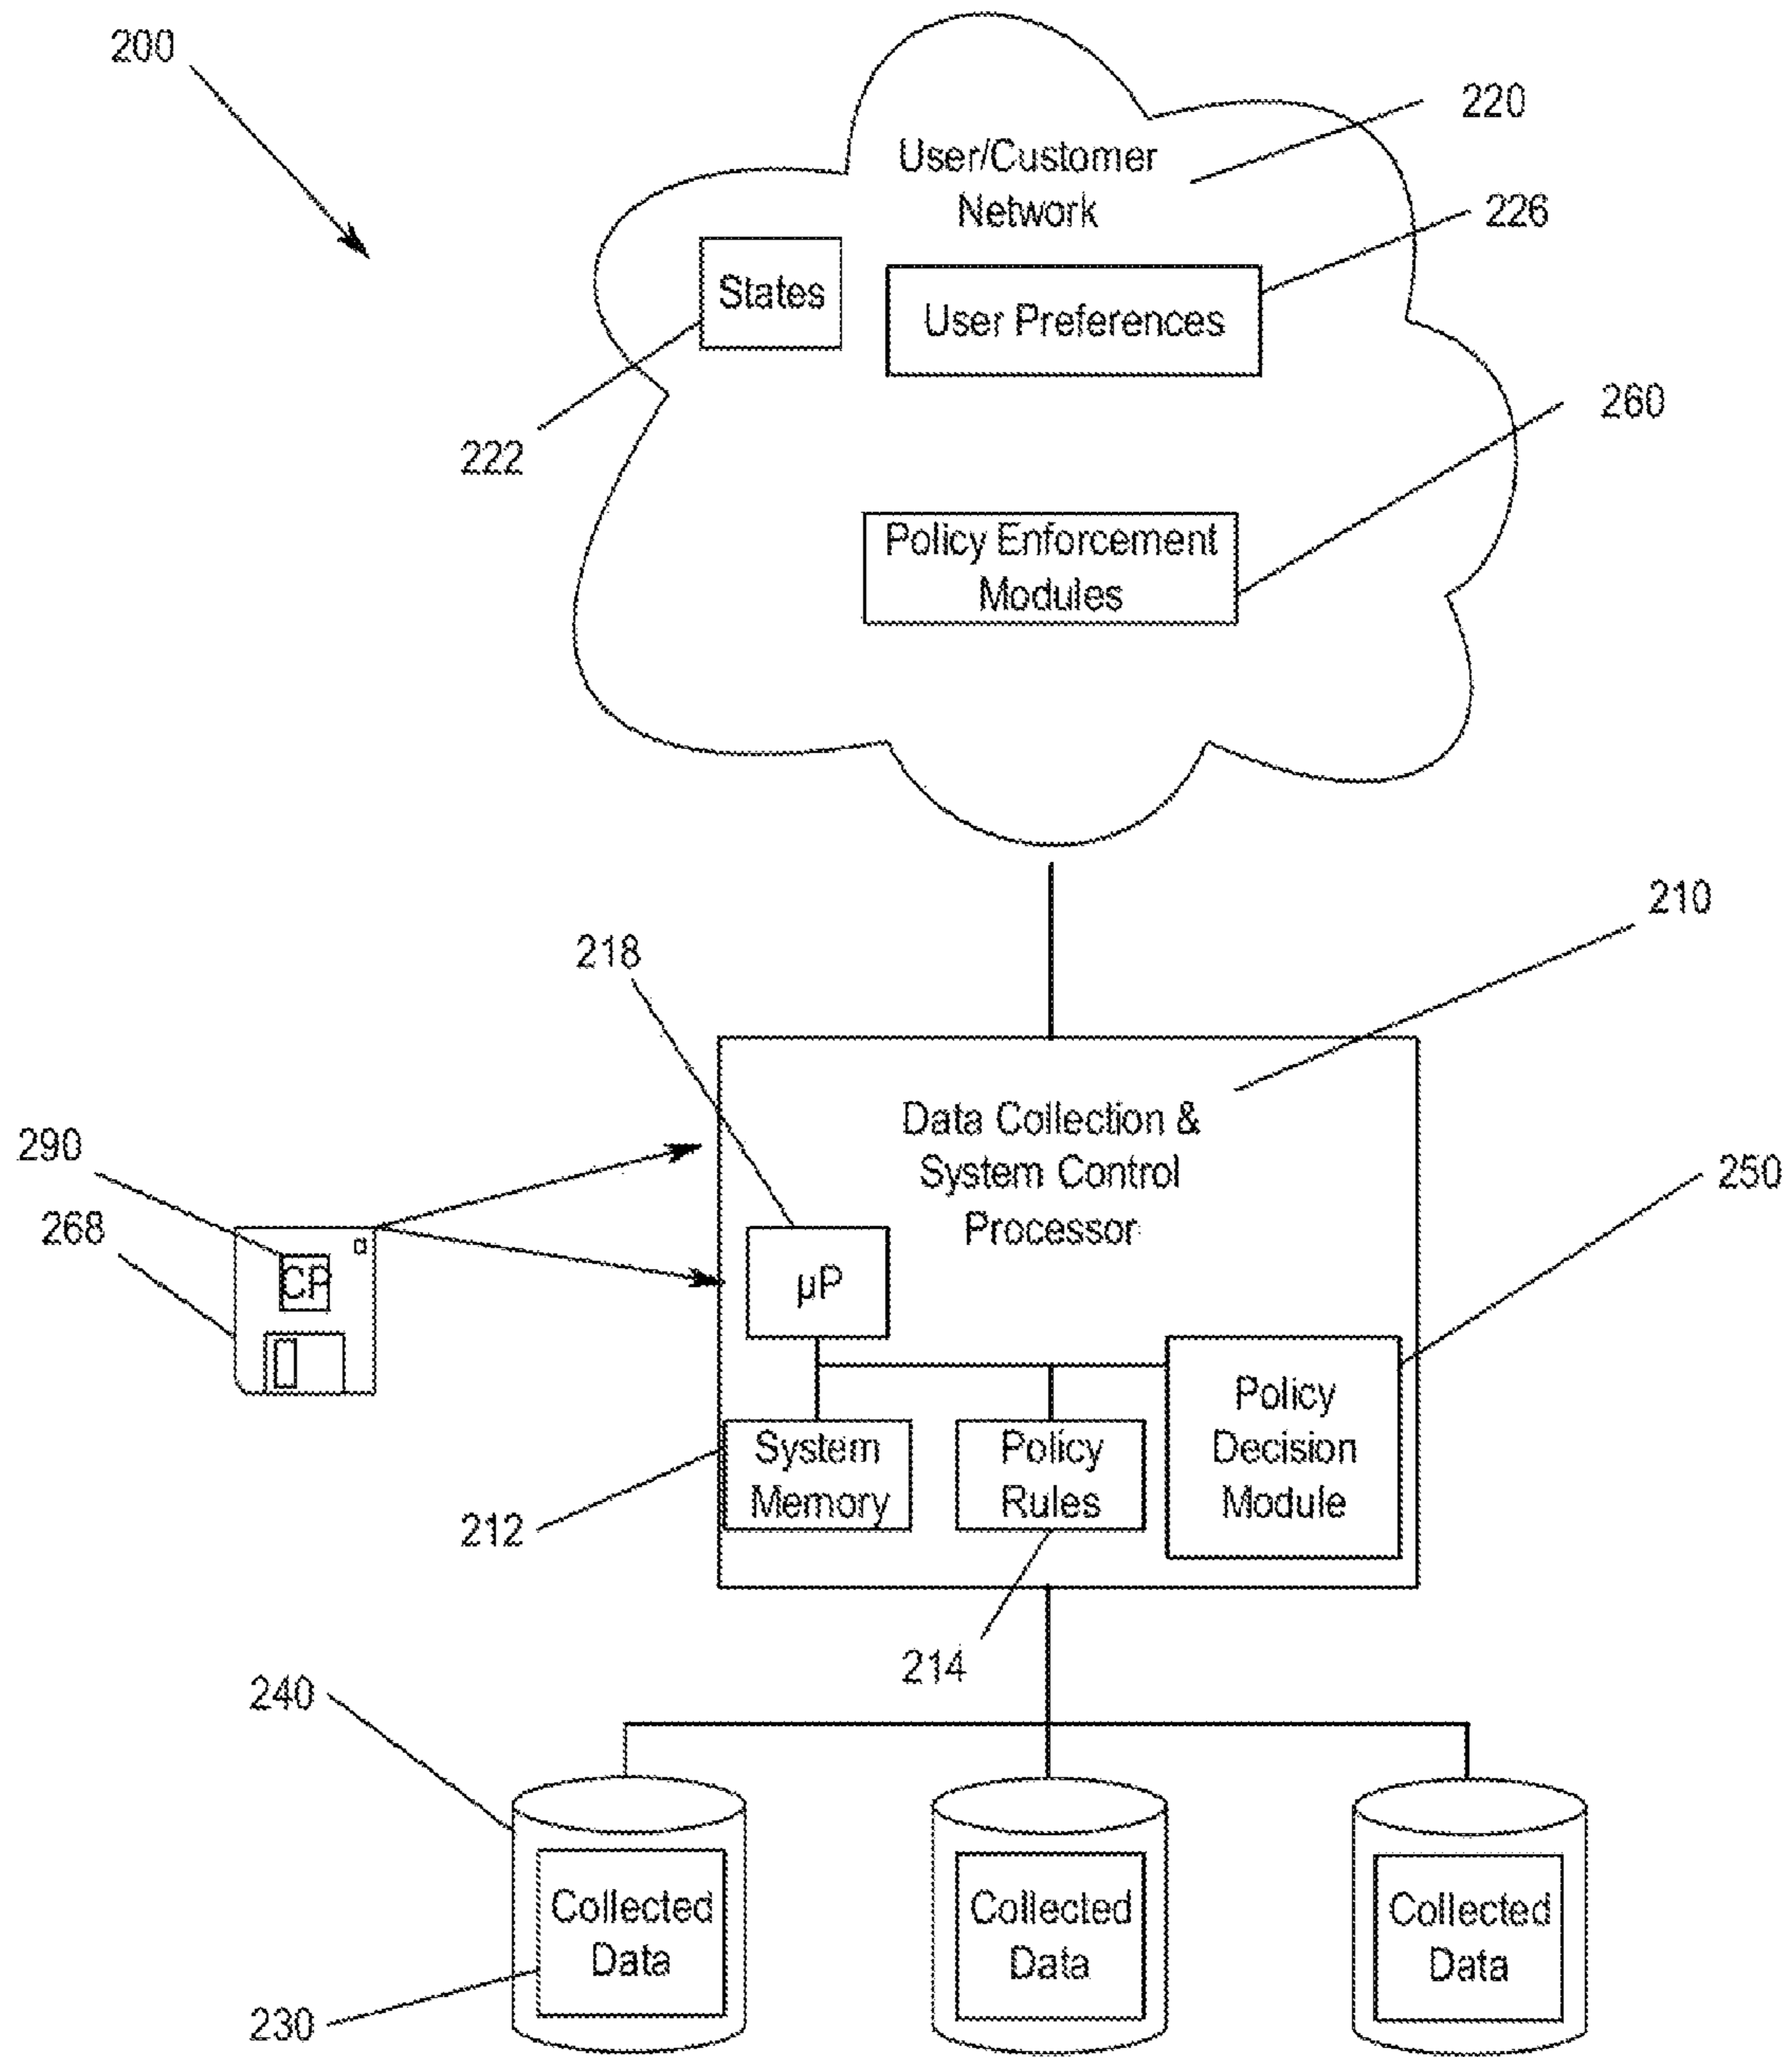 200
220
User/Customer
Network
226
States
User Preferences
260
222
Policy Enforcement
Modules
210
218
Data Collection &
System Control
Processor
290
250
268
CP
µP
Policy
Decision
Module
System
Memory
Policy
Rules
212
214
240
Collected
Data
Collected
Data
Collected
Data
230